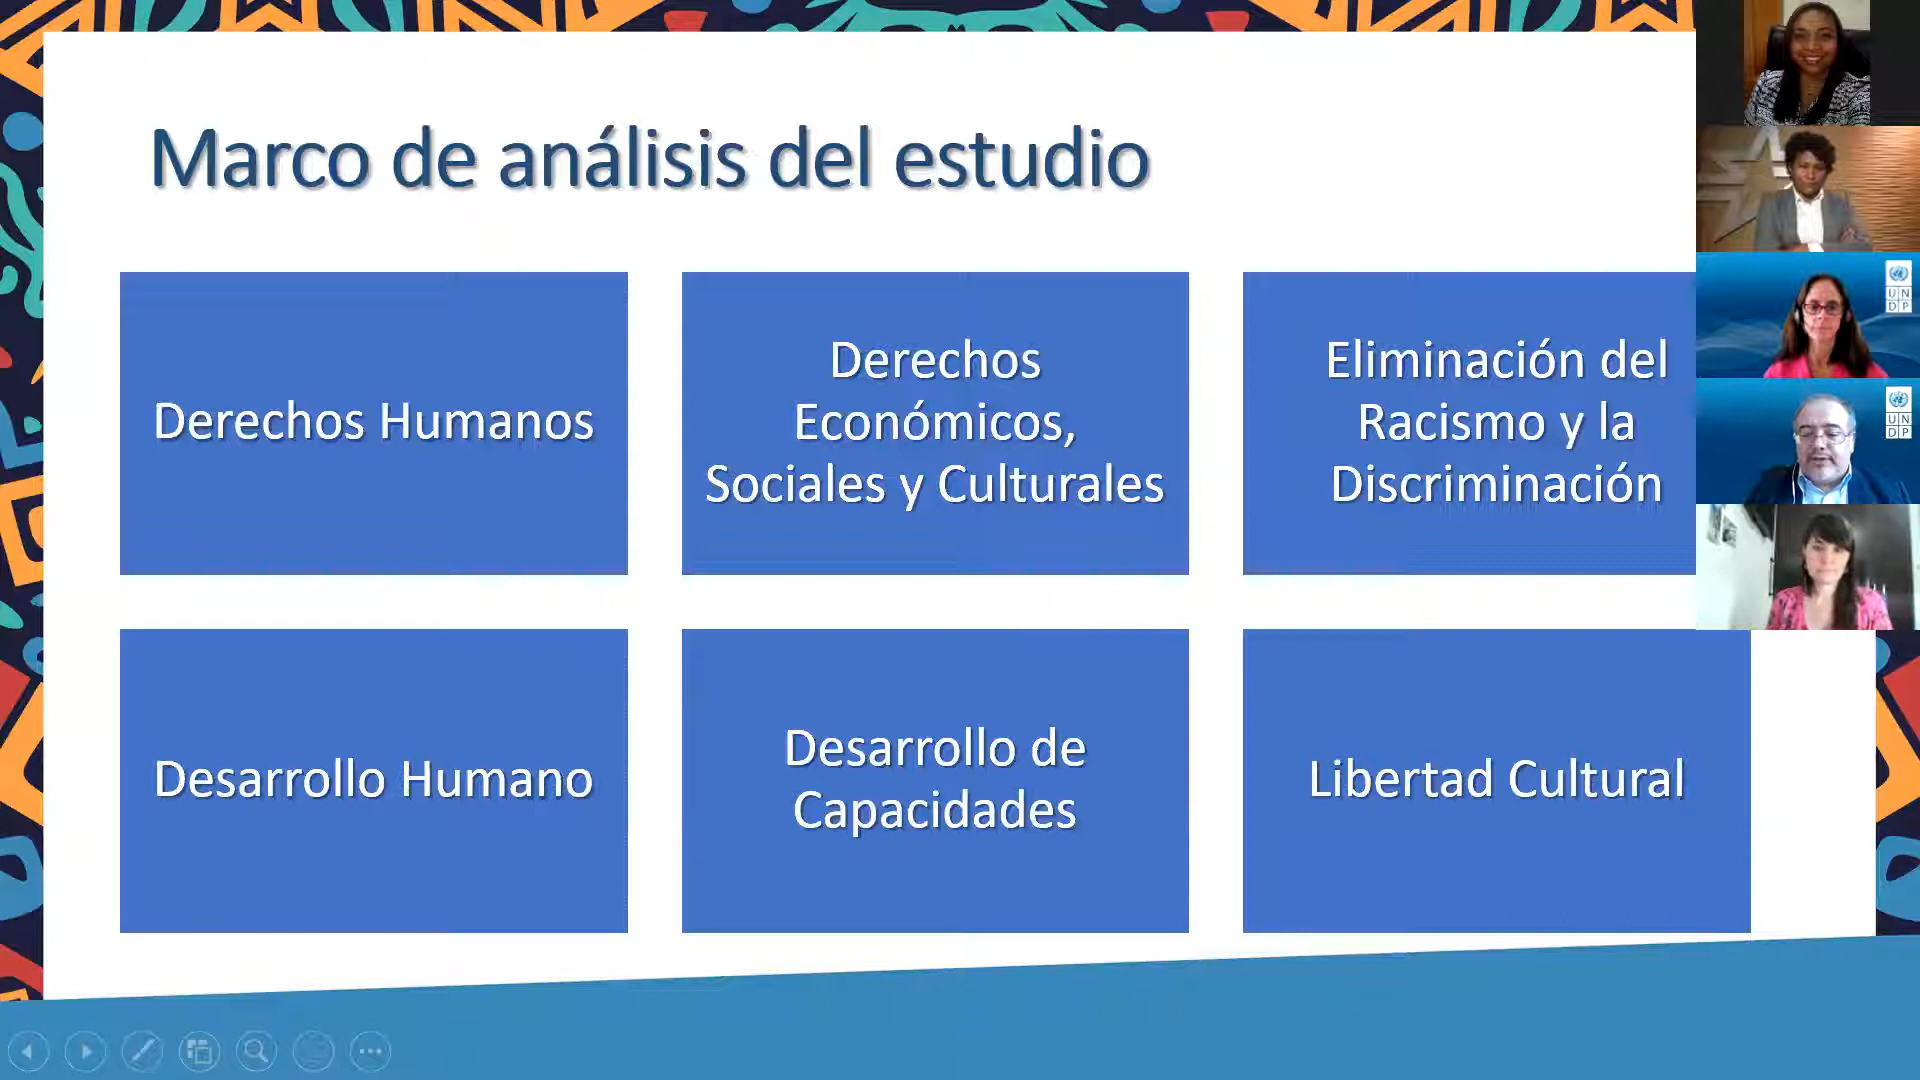 Marco de análisis del estudio
Derechos Humanos
Derechos
Económicos,
Sociales y Culturales
Eliminación del
Racismo y la
Discriminación
Desarrollo Humano
Desarrollo de
Capacidades
Libertad Cultural
U N
D P
U N
D P